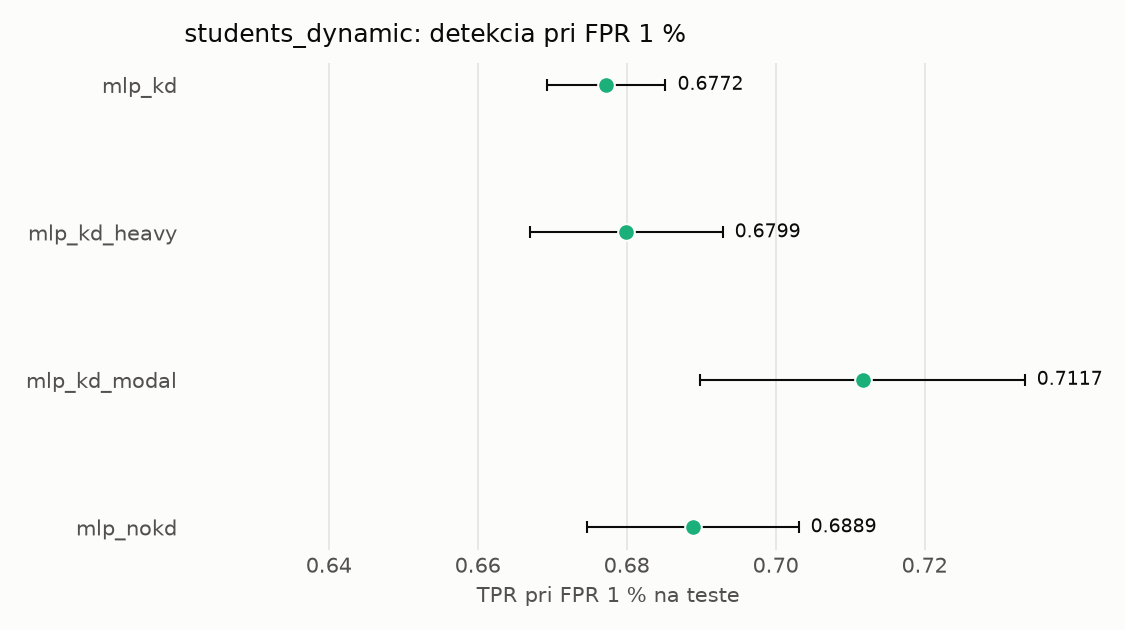 students_dynamic: detekcia pri FPR 1 %
mlp_kd
0.6772
mlp_kd_heavy
0.6799
mlp_kd_modal
0.7117
mlp_nokd
0.6889
0.64 0.66 0.68 0.70 0.72
TPR pri FPR 1 % na teste